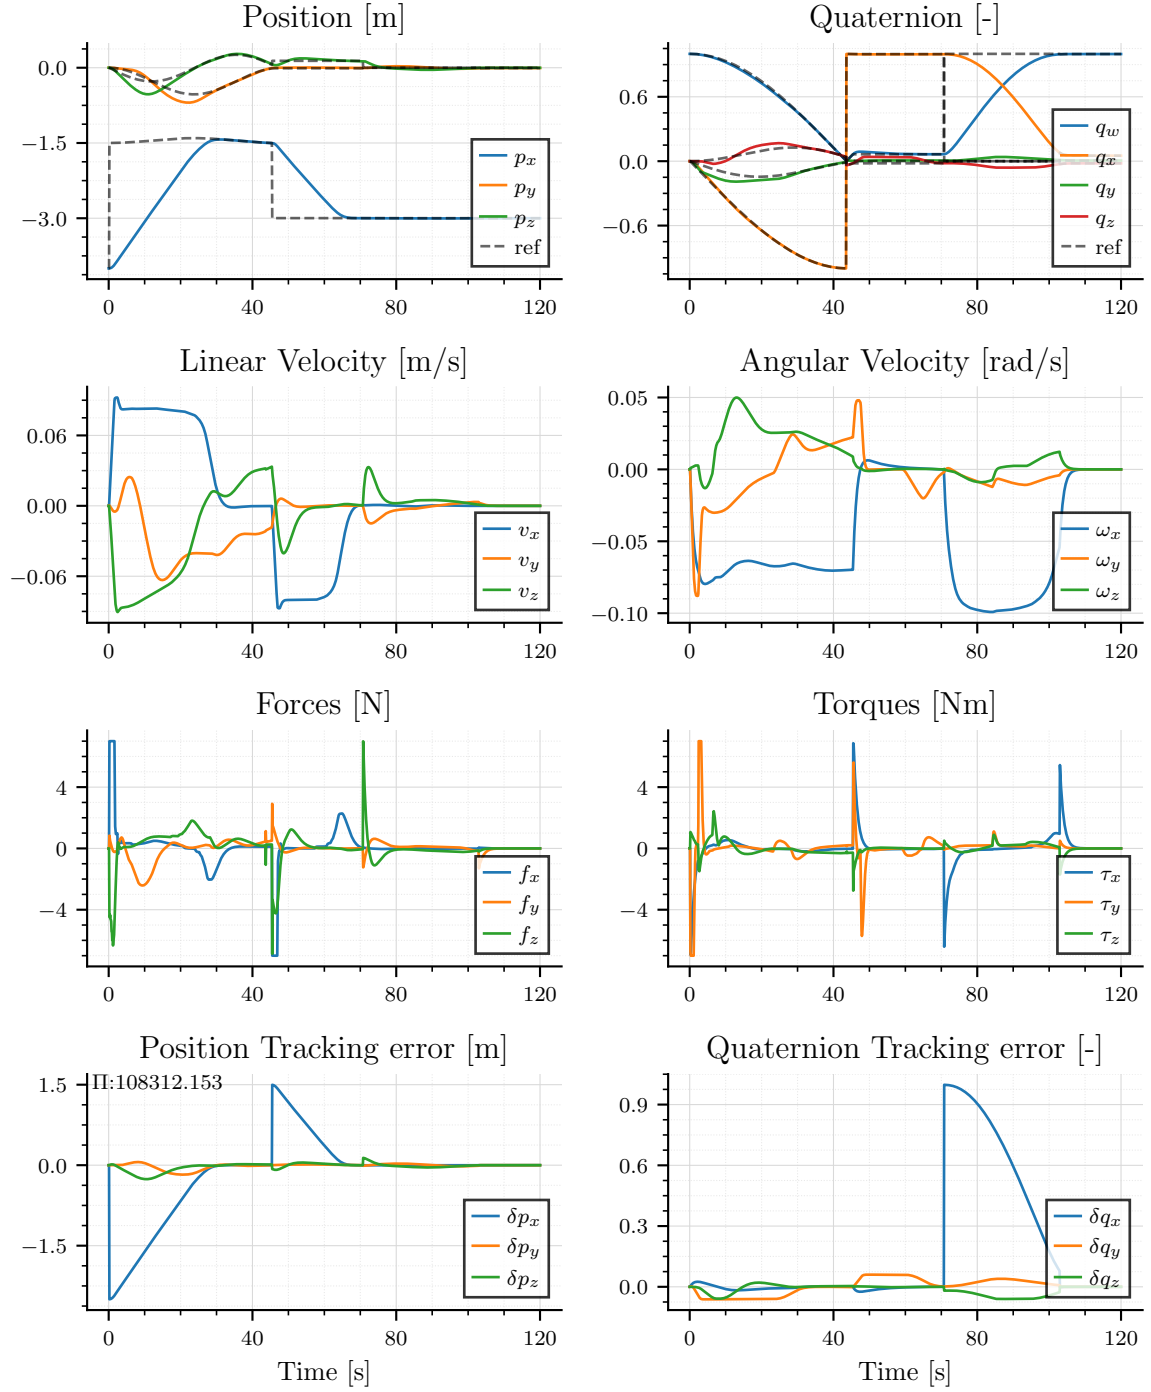 Position [m]
0.0
−1.5
−3.0
p_x
p_y
p_z
ref
0 40 80 120
Quaternion [-]
0.6
0.0
−0.6
q_w
q_x
q_y
q_z
ref
0 40 80 120
Linear Velocity [m/s]
0.06
0.00
−0.06
v_x
v_y
v_z
0 40 80 120
Angular Velocity [rad/s]
0.05
0.00
−0.05
−0.10
ω_x
ω_y
ω_z
0 40 80 120
Forces [N]
4
0
−4
f_x
f_y
f_z
0 40 80 120
Torques [Nm]
4
0
−4
τ_x
τ_y
τ_z
0 40 80 120
Position Tracking error [m]
Π:108312.153
1.5
0.0
−1.5
δp_x
δp_y
δp_z
0 40 80 120
Time [s]
Quaternion Tracking error [-]
0.9
0.6
0.3
0.0
δq_x
δq_y
δq_z
0 40 80 120
Time [s]